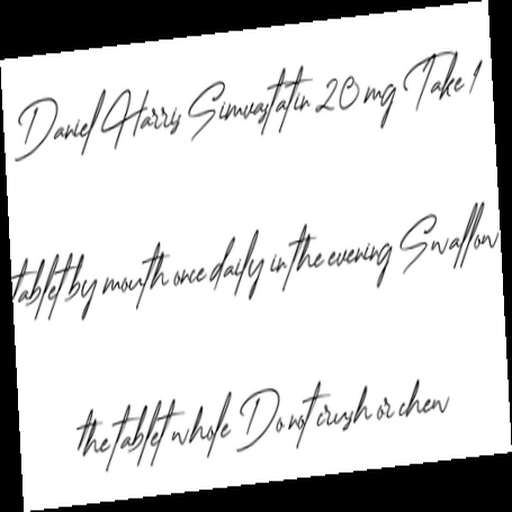 Daniel Harris Simvastatin 20 mg Take 1
tablet by mouth once daily in the evening Swallow
the tablet whole Do not crush or chew